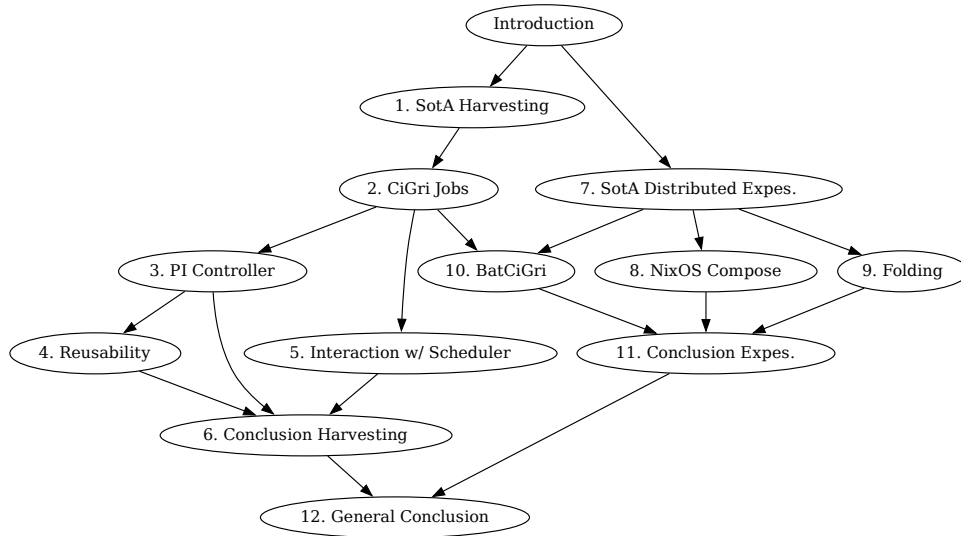 Introduction
1. SotA Harvesting
2. CiGri Jobs
7. SotA Distributed Expes.
3. PI Controller
10. BatCiGri
8. NixOS Compose
9. Folding
4. Reusability
5. Interaction w/ Scheduler
11. Conclusion Expes.
6. Conclusion Harvesting
12. General Conclusion